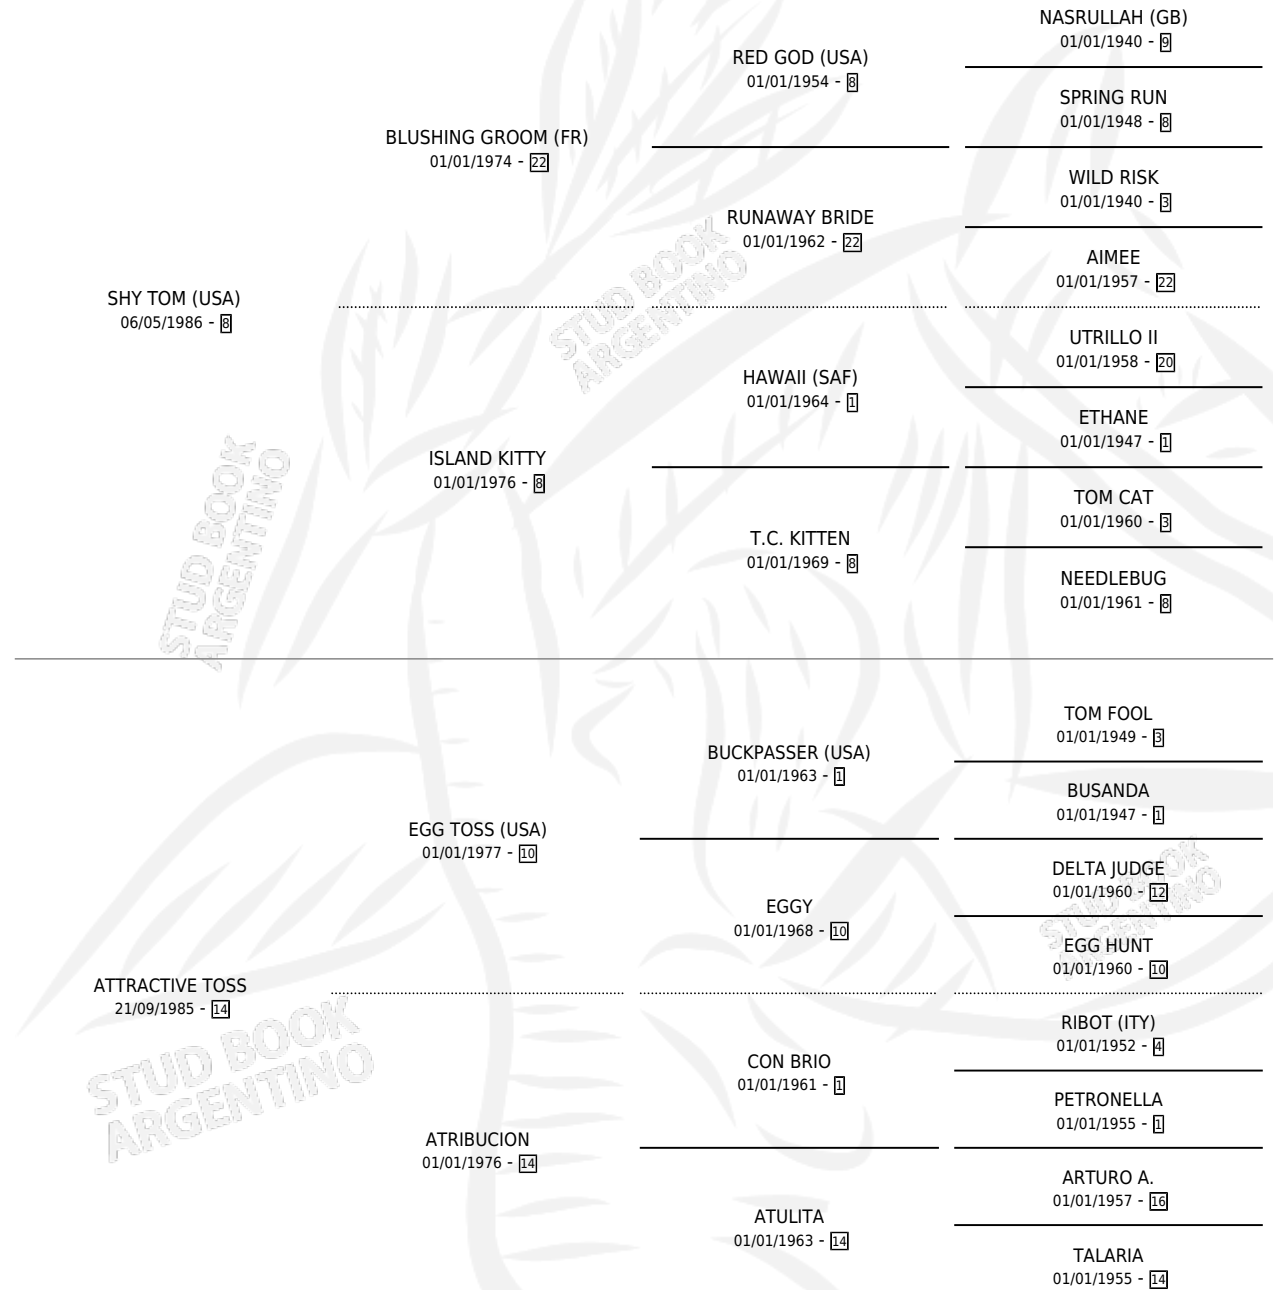 NASRULLAH (GB)
01/01/1940 - 9
RED GOD (USA)
01/01/1954 - 8
SPRING RUN
01/01/1948 - 8
BLUSHING GROOM (FR)
01/01/1974 - 22
WILD RISK
01/01/1940 - 3
RUNAWAY BRIDE
01/01/1962 - 22
AIMEE
01/01/1957 - 22
SHY TOM (USA)
06/05/1986 - 8
UTRILLO II
01/01/1958 - 20
HAWAII (SAF)
01/01/1964 - 1
ETHANE
01/01/1947 - 1
ISLAND KITTY
01/01/1976 - 8
TOM CAT
01/01/1960 - 3
T.C. KITTEN
01/01/1969 - 8
NEEDLEBUG
01/01/1961 - 8
TOM FOOL
01/01/1949 - 3
BUCKPASSER (USA)
01/01/1963 - 1
BUSANDA
01/01/1947 - 1
EGG TOSS (USA)
01/01/1977 - 10
DELTA JUDGE
01/01/1960 - 12
EGGY
01/01/1968 - 10
EGG HUNT
01/01/1960 - 10
ATTRACTIVE TOSS
21/09/1985 - 14
RIBOT (ITY)
01/01/1952 - 4
CON BRIO
01/01/1961 - 1
PETRONELLA
01/01/1955 - 1
ATRIBUCION
01/01/1976 - 14
ARTURO A.
01/01/1957 - 16
ATULITA
01/01/1963 - 14
TALARIA
01/01/1955 - 14
STUD BOOK
ARGENTINO
STUD BOOK
ARGENTINO
STUD BOOK
ARGENTINO
STUD BOOK
ARGENTINO